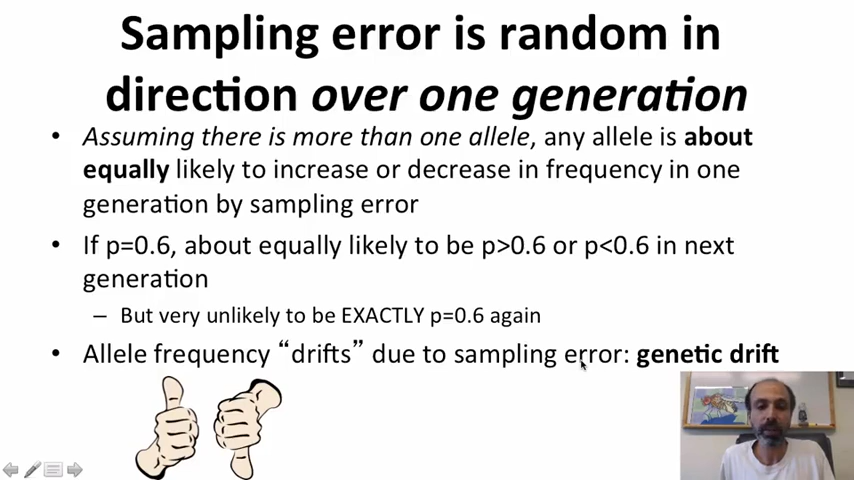 Sampling error is random in
direction over one generation
• Assuming there is more than one allele, any allele is about
equally likely to increase or decrease in frequency in one
generation by sampling error
• If p=0.6, about equally likely to be p>0.6 or p<0.6 in next
generation
– But very unlikely to be EXACTLY p=0.6 again
• Allele frequency “drifts” due to sampling error: genetic drift